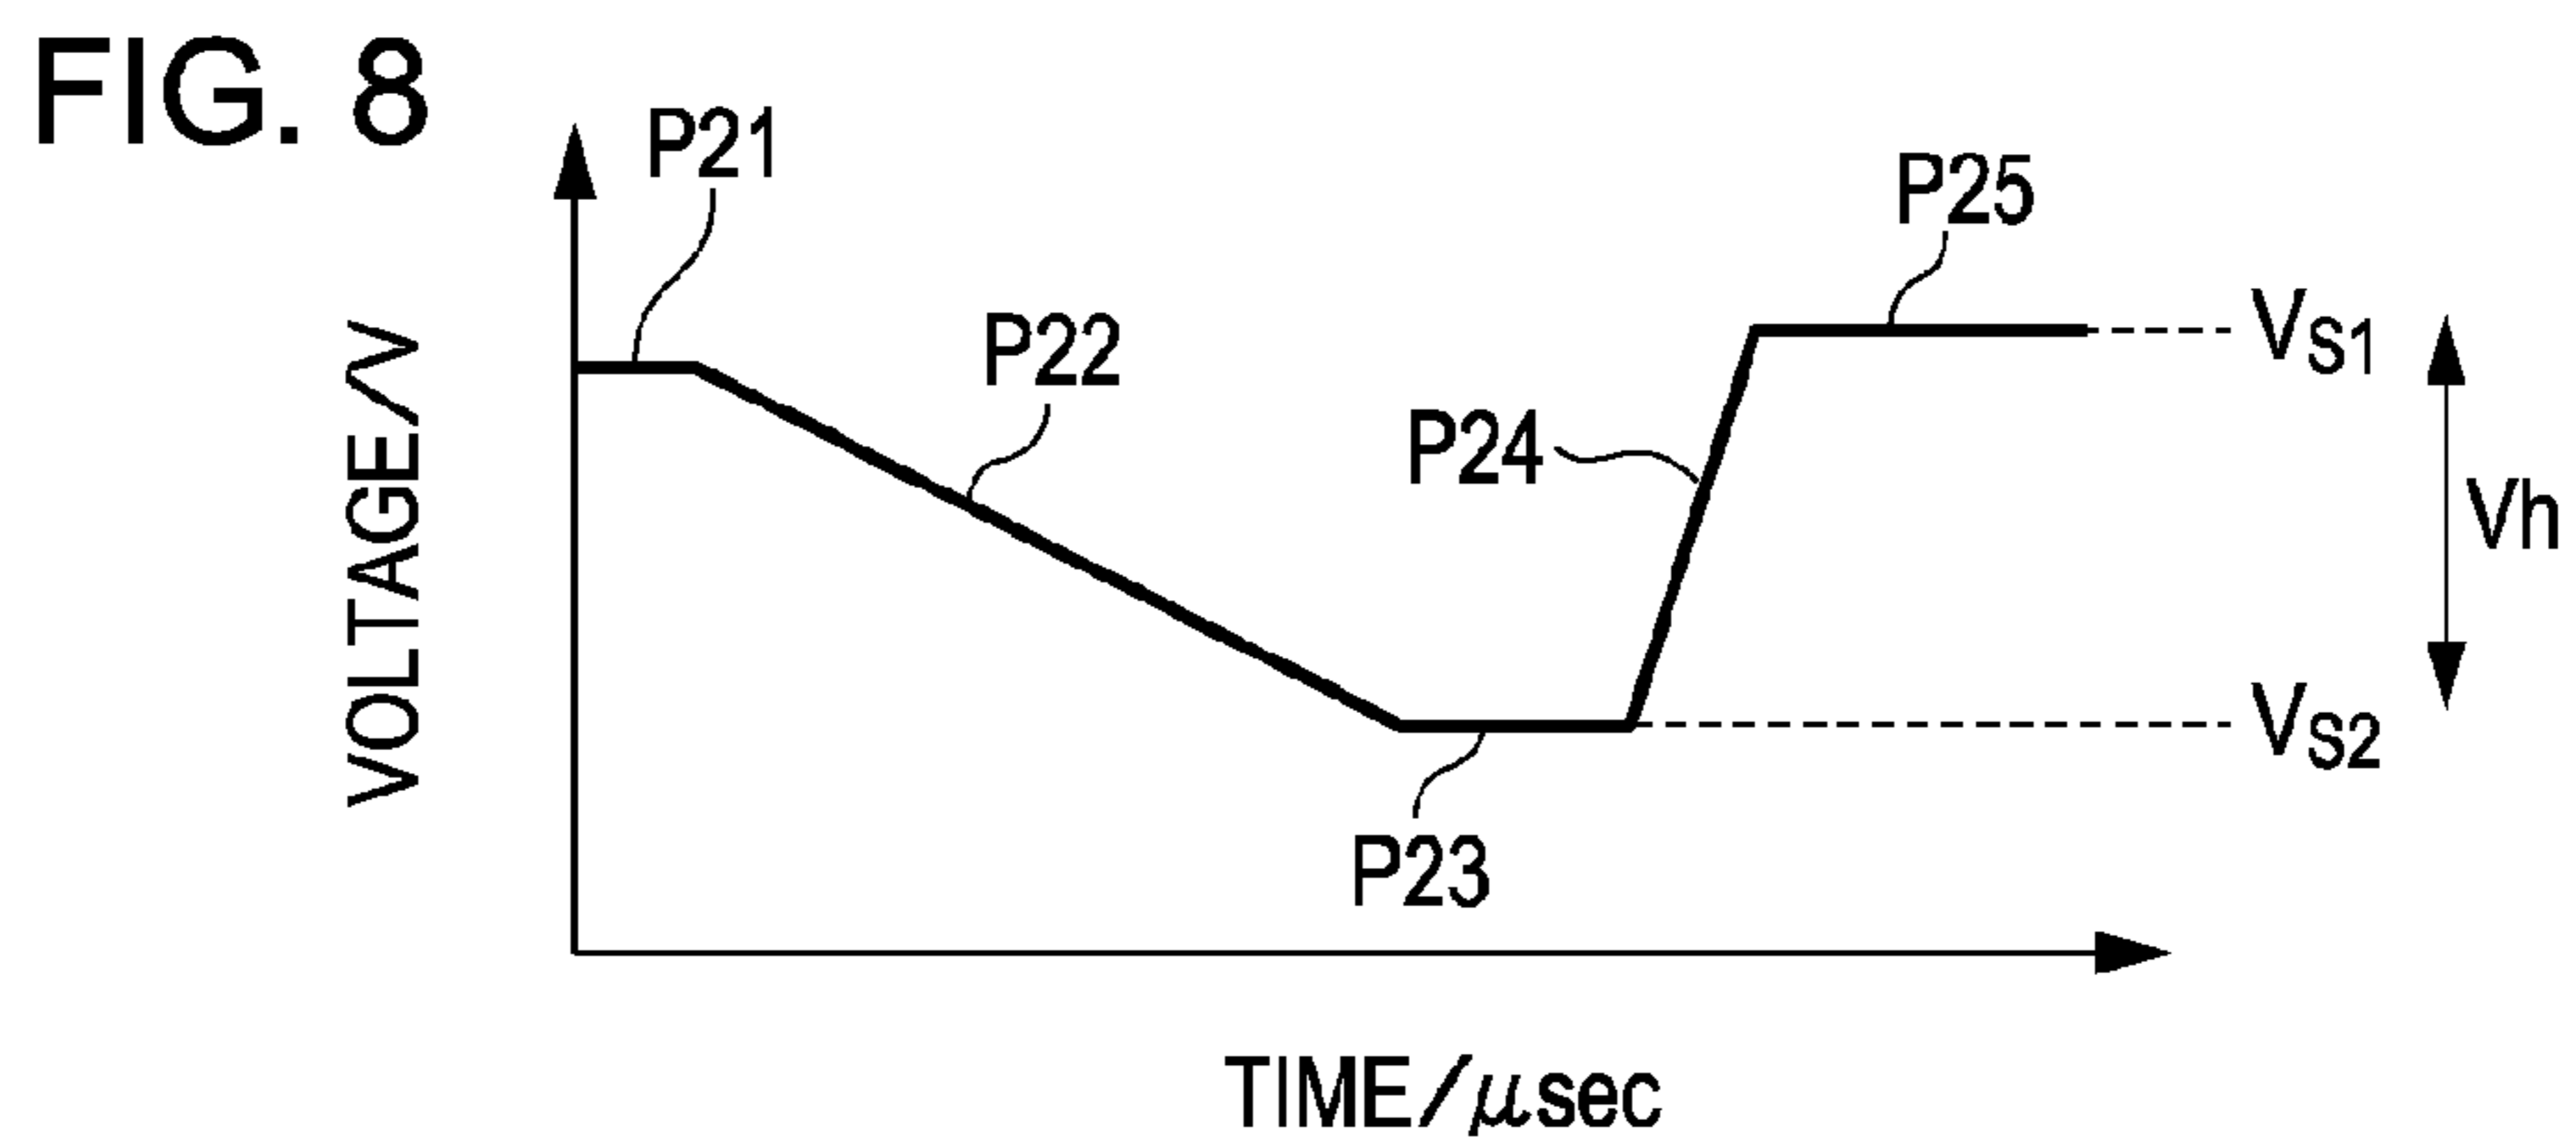 FIG. 8
P21
P25
P22
VS1
P24
Vh
VOLTAGE/V
VS2
P23
TIME/μsec